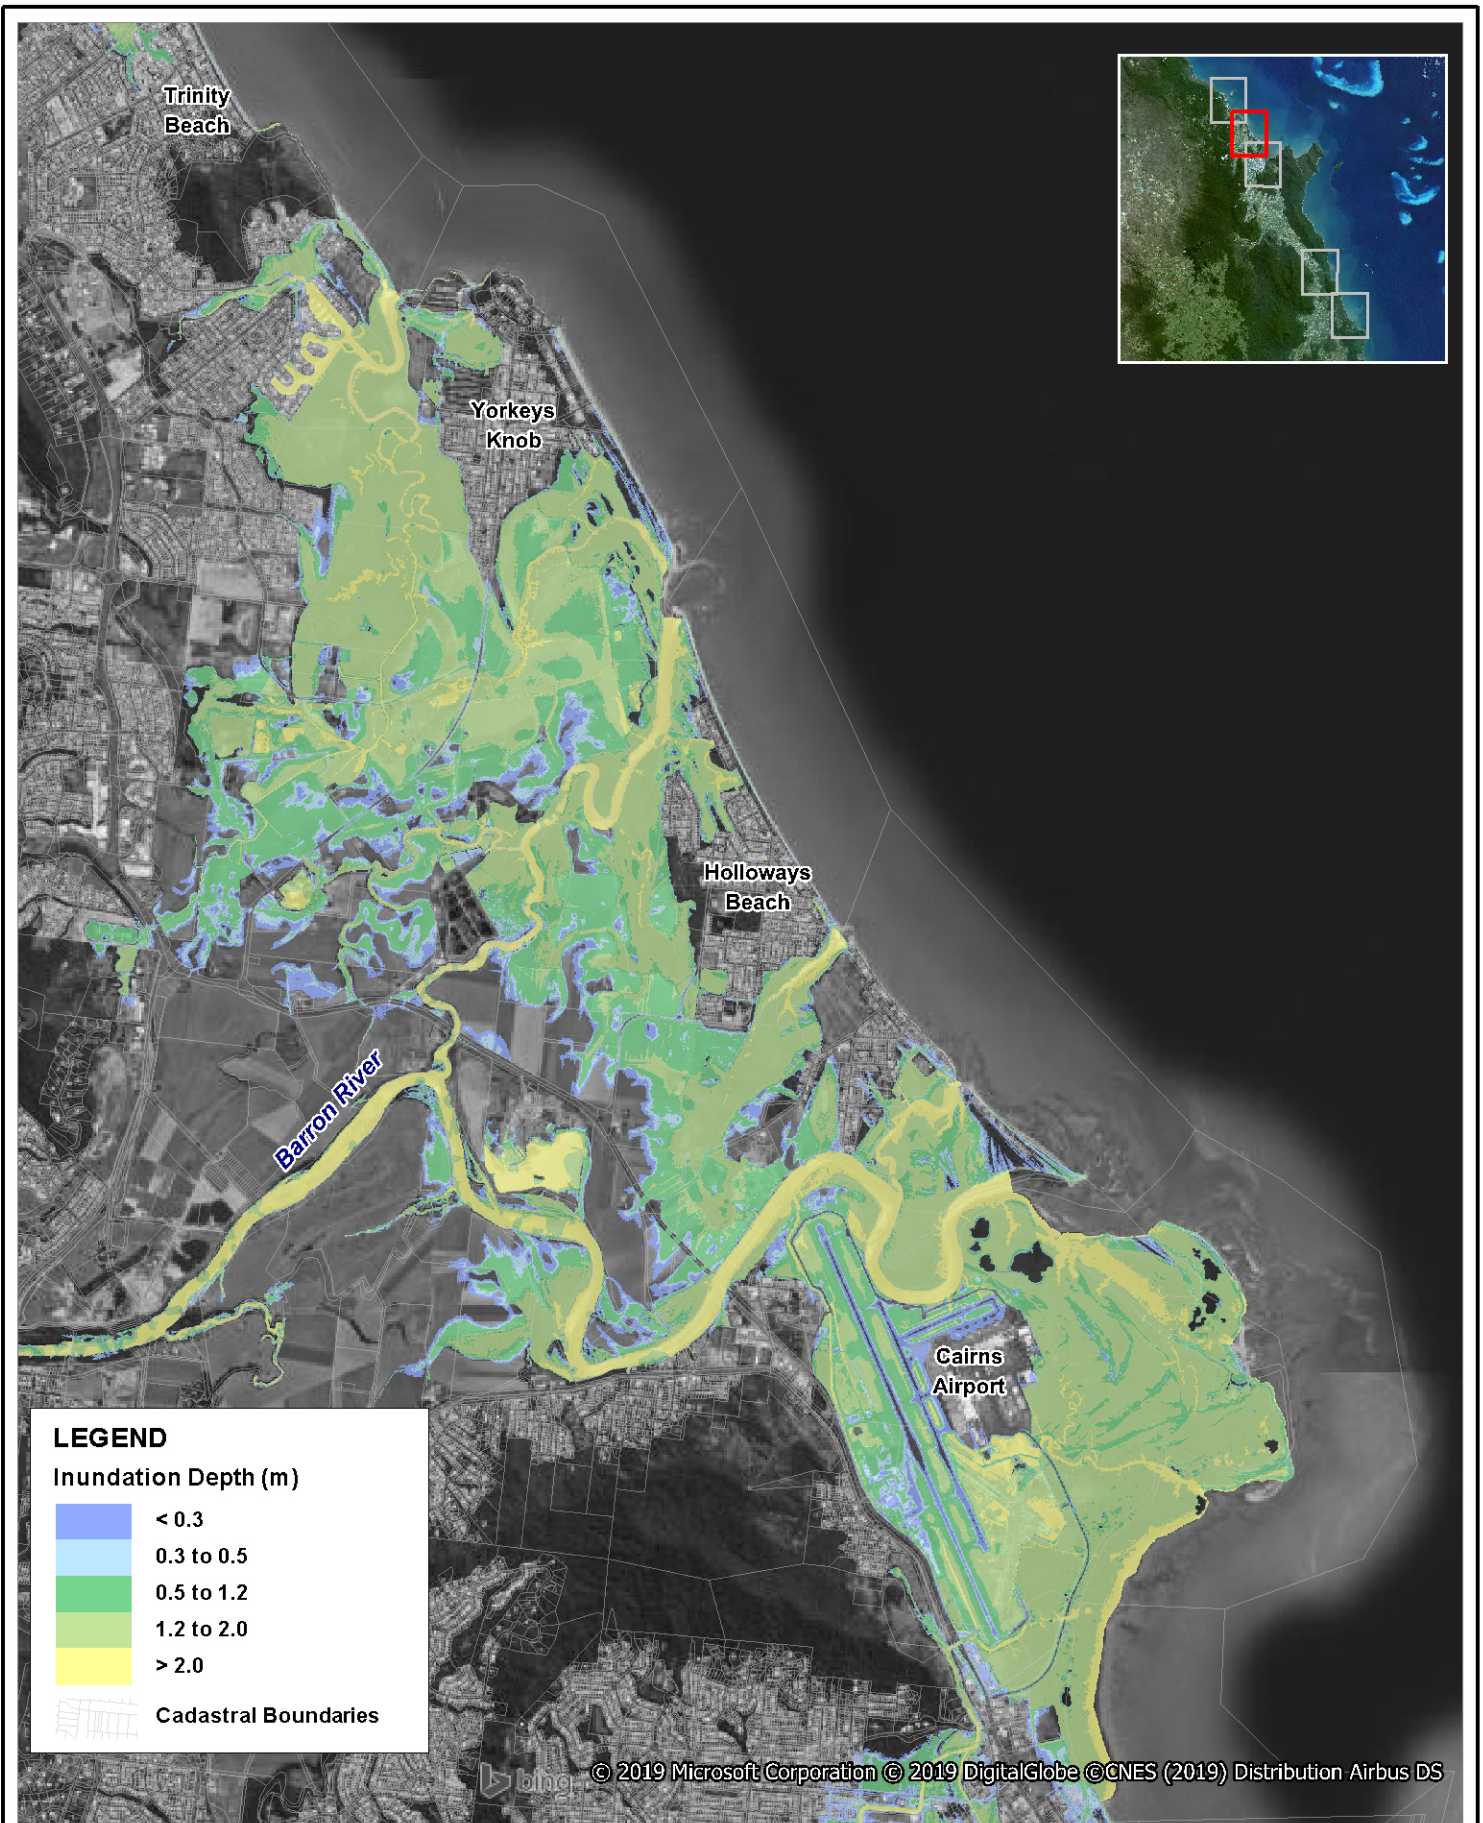 Trinity
Beach
Yorkeys
Knob
Holloways
Beach
Barron River
Cairns
Airport
LEGEND
Inundation Depth (m)
< 0.3
0.3 to 0.5
0.5 to 1.2
1.2 to 2.0
> 2.0
Cadastral Boundaries
bing
© 2019 Microsoft Corporation © 2019 DigitalGlobe ©CNES (2019) Distribution Airbus DS